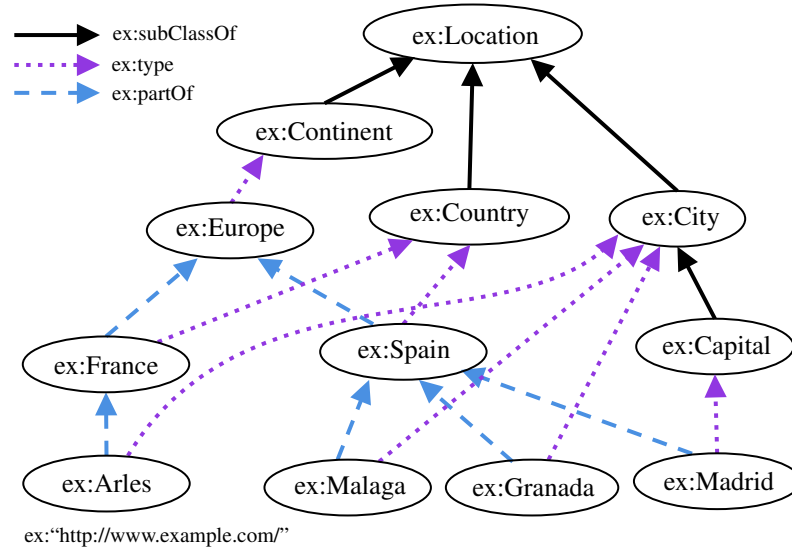 ex:subClassOf
ex:type
ex:partOf
ex:Location
ex:Continent
ex:Europe
ex:Country
ex:City
ex:France
ex:Spain
ex:Capital
ex:Arles
ex:Malaga
ex:Granada
ex:Madrid
ex:“http://www.example.com/”